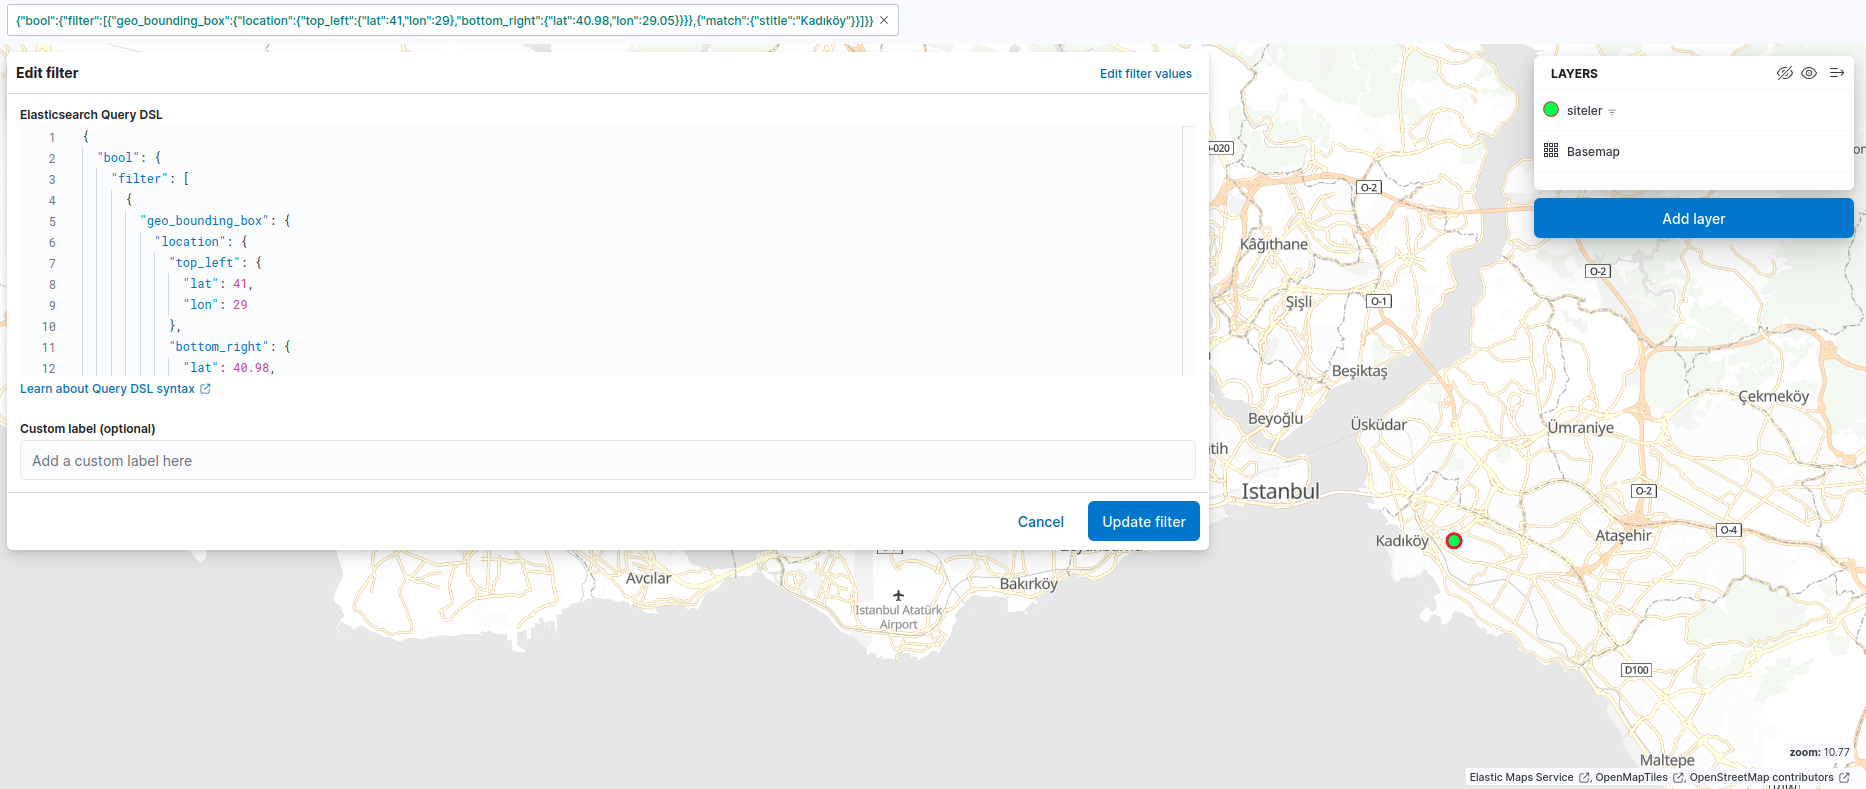 {"bool":{"filter":[{"geo_bounding_box":{"location":{"top_left":{"lat":41,"lon":29},"bottom_right":{"lat":40.98,"lon":29.05}}}},{"match":{"stitle":"Kadıköy"}}]}}
Edit filter
Edit filter values
Elasticsearch Query DSL
1 {
2 "bool": {
3 "filter": [
4 {
5 "geo_bounding_box": {
6 "location": {
7 "top_left": {
8 "lat": 41,
9 "lon": 29
10 },
11 "bottom_right": {
12 "lat": 40.98,
Learn about Query DSL syntax
Custom label (optional)
Add a custom label here
Cancel
Update filter
LAYERS
siteler
Basemap
Add layer
-020
O-2
Kâğıthane
O-2
Şişli
O-1
Beşiktaş
Çekmeköy
Beyoğlu
Üsküdar
Ümraniye
tih
Istanbul
O-2
O-4
Kadıköy
Ataşehir
Avcılar
Bakırköy
Istanbul Atatürk
Airport
D100
Maltepe
zoom: 10.77
Elastic Maps Service , OpenMapTiles , OpenStreetMap contributors